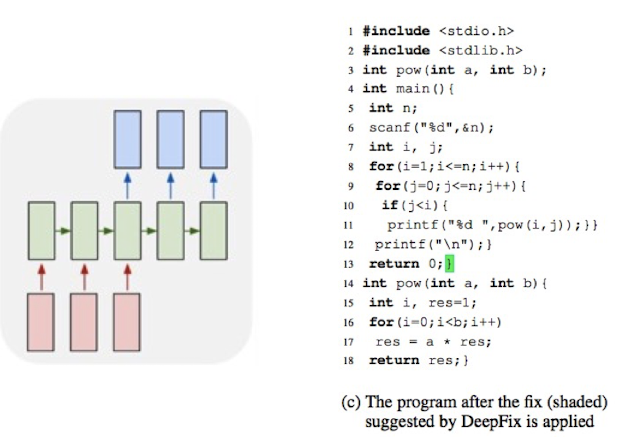 1 #include <stdio.h>
2 #include <stdlib.h>
3 int pow(int a, int b);
4 int main(){
5 int n;
6 scanf("%d",&n);
7 int i, j;
8 for(i=1;i<=n;i++){
9 for(j=0;j<=n;j++){
10 if(j<i){
11 printf("%d ",pow(i,j));}}
12 printf("\n");}
13 return 0;}
14 int pow(int a, int b){
15 int i, res=1;
16 for(i=0;i<b;i++)
17 res = a * res;
18 return res;}
(c) The program after the fix (shaded)
suggested by DeepFix is applied